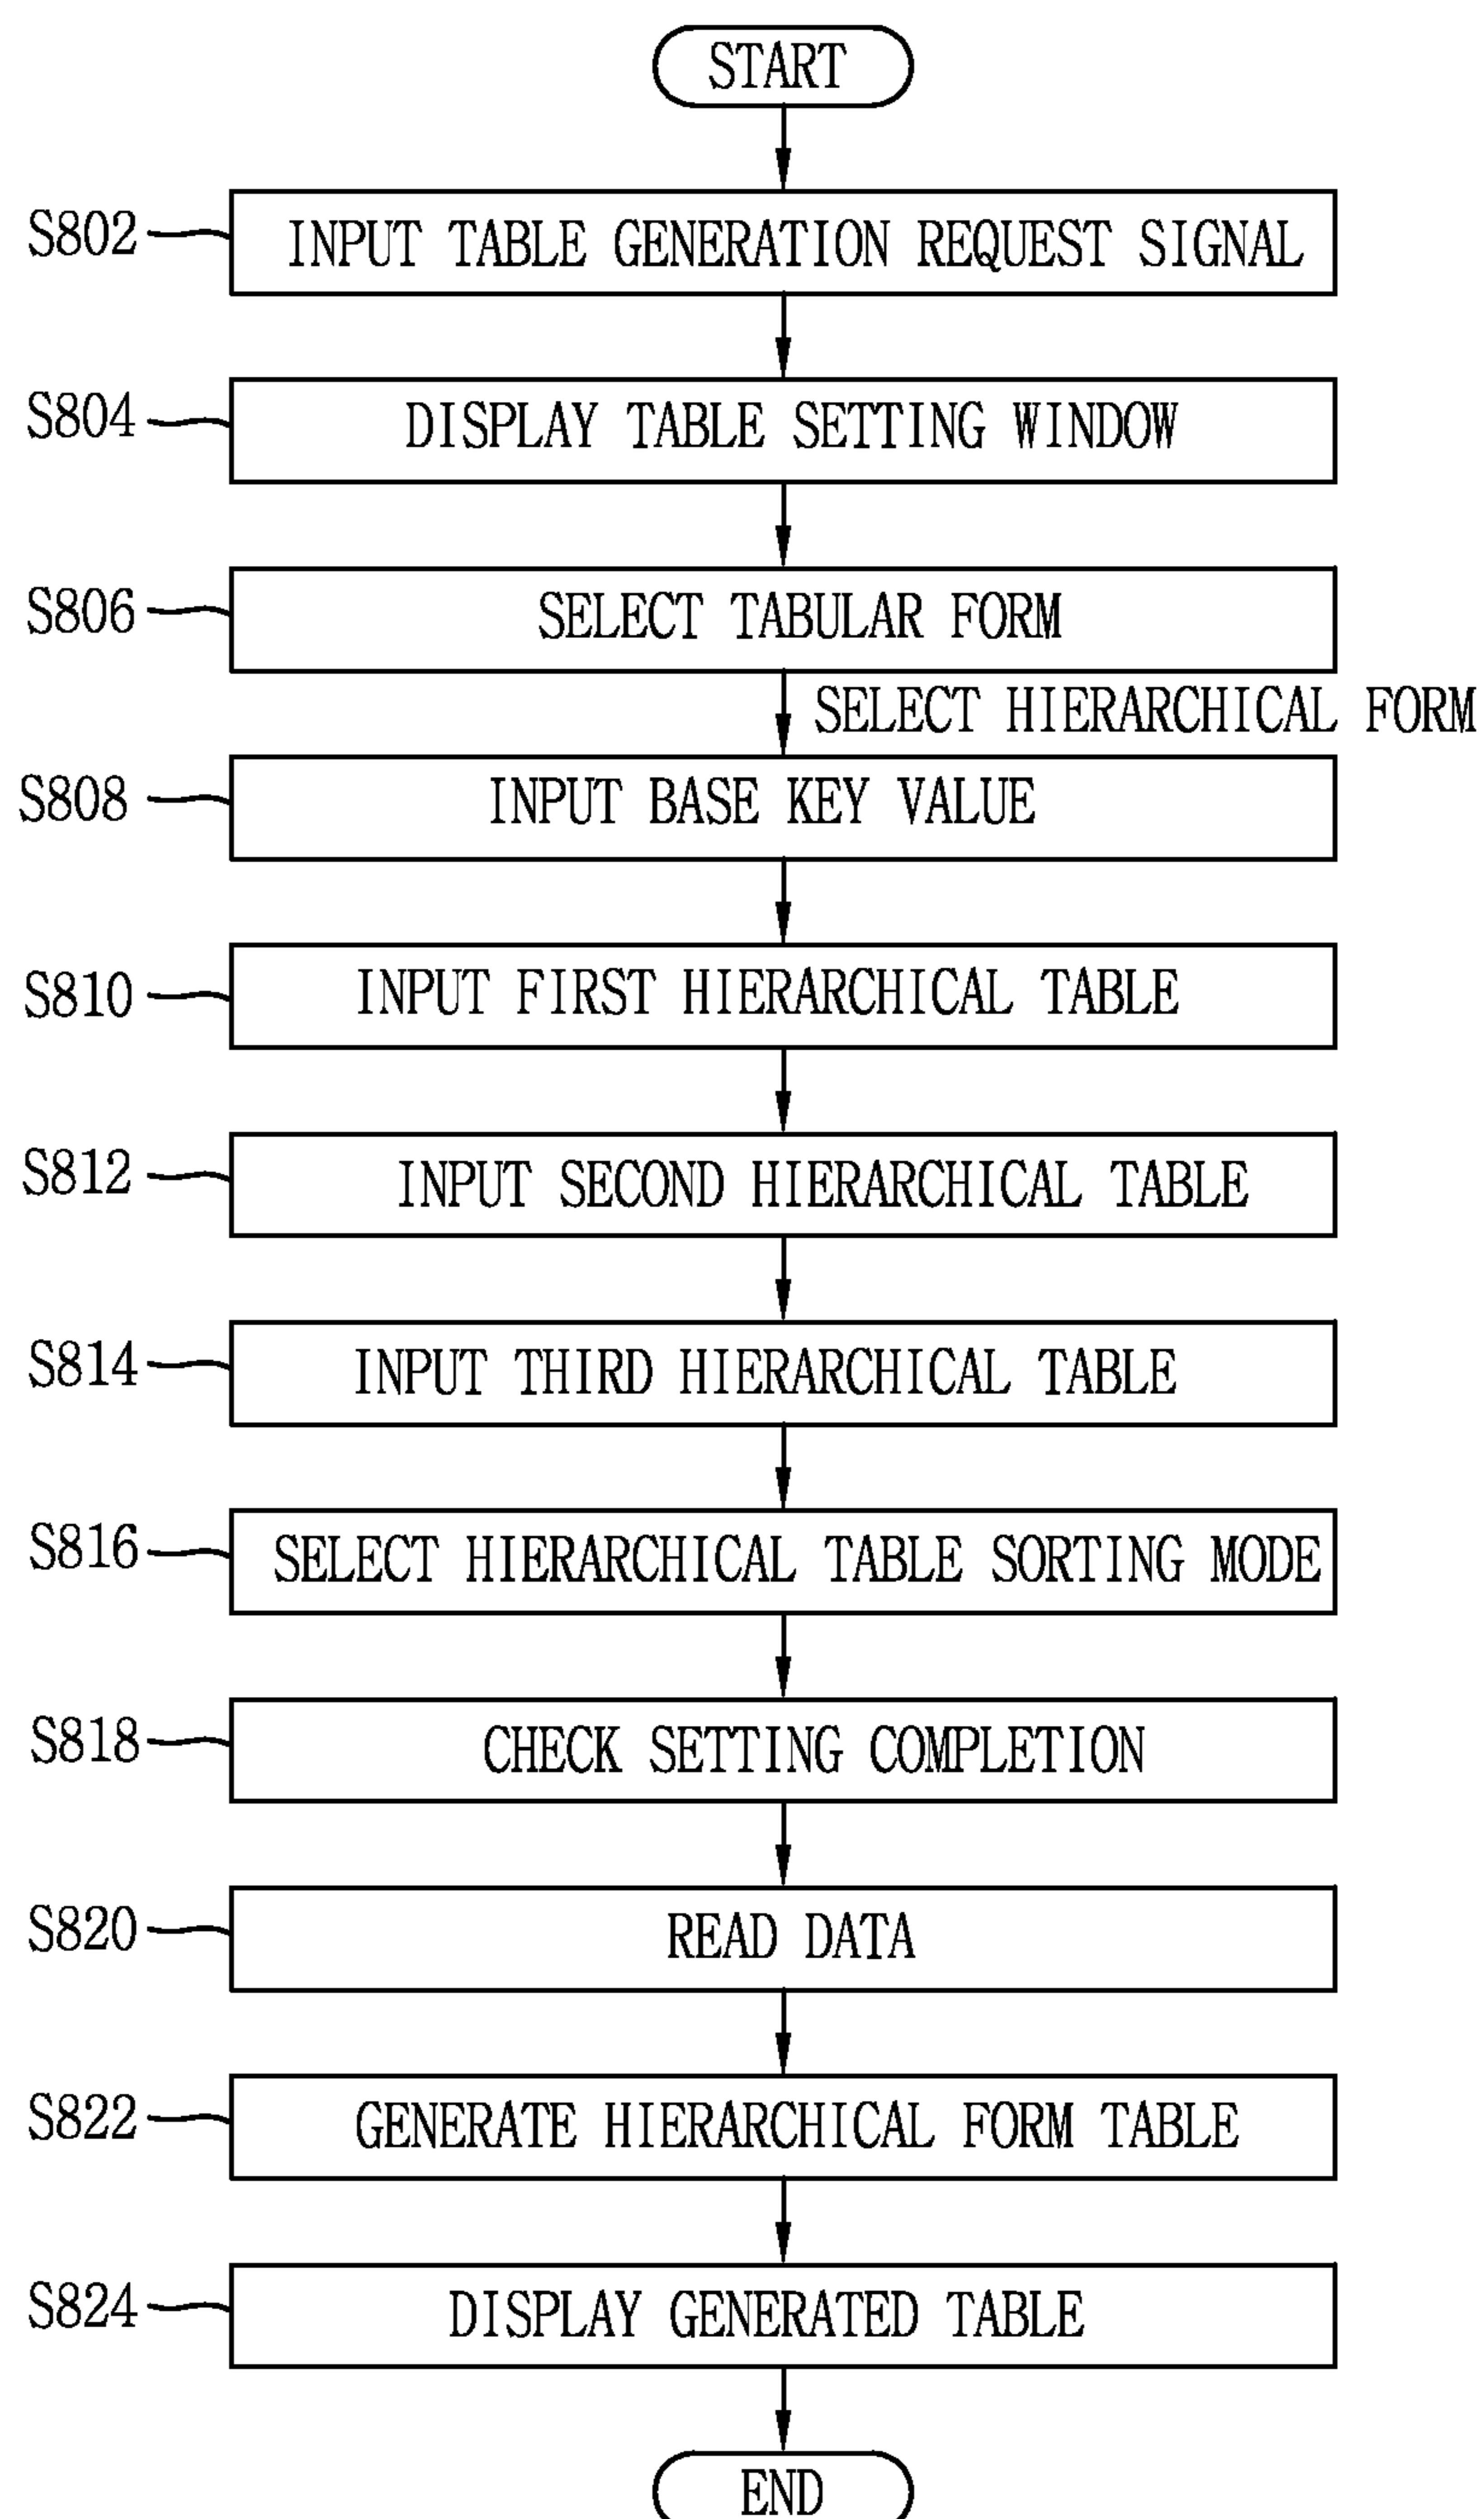 START
S802 INPUT TABLE GENERATION REQUEST SIGNAL
S804 DISPLAY TABLE SETTING WINDOW
S806 SELECT TABULAR FORM
SELECT HIERARCHICAL FORM
S808 INPUT BASE KEY VALUE
S810 INPUT FIRST HIERARCHICAL TABLE
S812 INPUT SECOND HIERARCHICAL TABLE
S814 INPUT THIRD HIERARCHICAL TABLE
S816 SELECT HIERARCHICAL TABLE SORTING MODE
S818 CHECK SETTING COMPLETION
S820 READ DATA
S822 GENERATE HIERARCHICAL FORM TABLE
S824 DISPLAY GENERATED TABLE
END